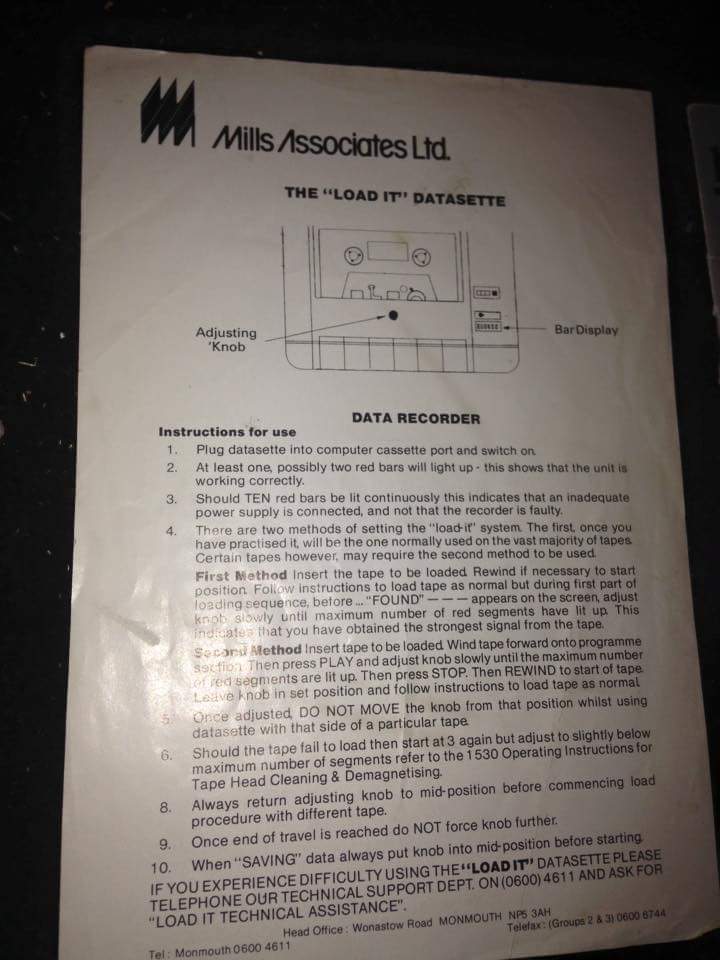 Mills Associates Ltd.
THE "LOAD IT" DATASETTE
Adjusting
'Knob
Bar Display
DATA RECORDER
Instructions for use
1. Plug datasette into computer cassette port and switch on.
2. At least one, possibly two red bars will light up - this shows that the unit is
working correctly.
3. Should TEN red bars be lit continuously this indicates that an inadequate
power supply is connected, and not that the recorder is faulty.
4. There are two methods of setting the "load-it" system. The first, once you
have practised it, will be the one normally used on the vast majority of tapes.
Certain tapes however, may require the second method to be used.
First Method Insert the tape to be loaded. Rewind if necessary to start
position. Follow instructions to load tape as normal but during first part of
loading sequence, before ... "FOUND" — — — appears on the screen, adjust
knob slowly until maximum number of red segments have lit up. This
indicates that you have obtained the strongest signal from the tape.
Second Method Insert tape to be loaded. Wind tape forward onto programme
section. Then press PLAY and adjust knob slowly until the maximum number
of red segments are lit up. Then press STOP. Then REWIND to start of tape.
Leave knob in set position and follow instructions to load tape as normal.
5. Once adjusted, DO NOT MOVE the knob from that position whilst using
datasette with that side of a particular tape.
6. Should the tape fail to load then start at 3 again but adjust to slightly below
maximum number of segments refer to the 1530 Operating Instructions for
Tape Head Cleaning & Demagnetising.
8. Always return adjusting knob to mid-position before commencing load
procedure with different tape.
9. Once end of travel is reached do NOT force knob further.
10. When "SAVING" data always put knob into mid-position before starting.
IF YOU EXPERIENCE DIFFICULTY USING THE "LOAD IT" DATASETTE PLEASE
TELEPHONE OUR TECHNICAL SUPPORT DEPT. ON (0600) 4611 AND ASK FOR
"LOAD IT TECHNICAL ASSISTANCE".
Head Office : Wonastow Road MONMOUTH NP5 3AH
Tel : Monmouth 0600 4611 Telefax : (Groups 2 & 3) 0600 6744